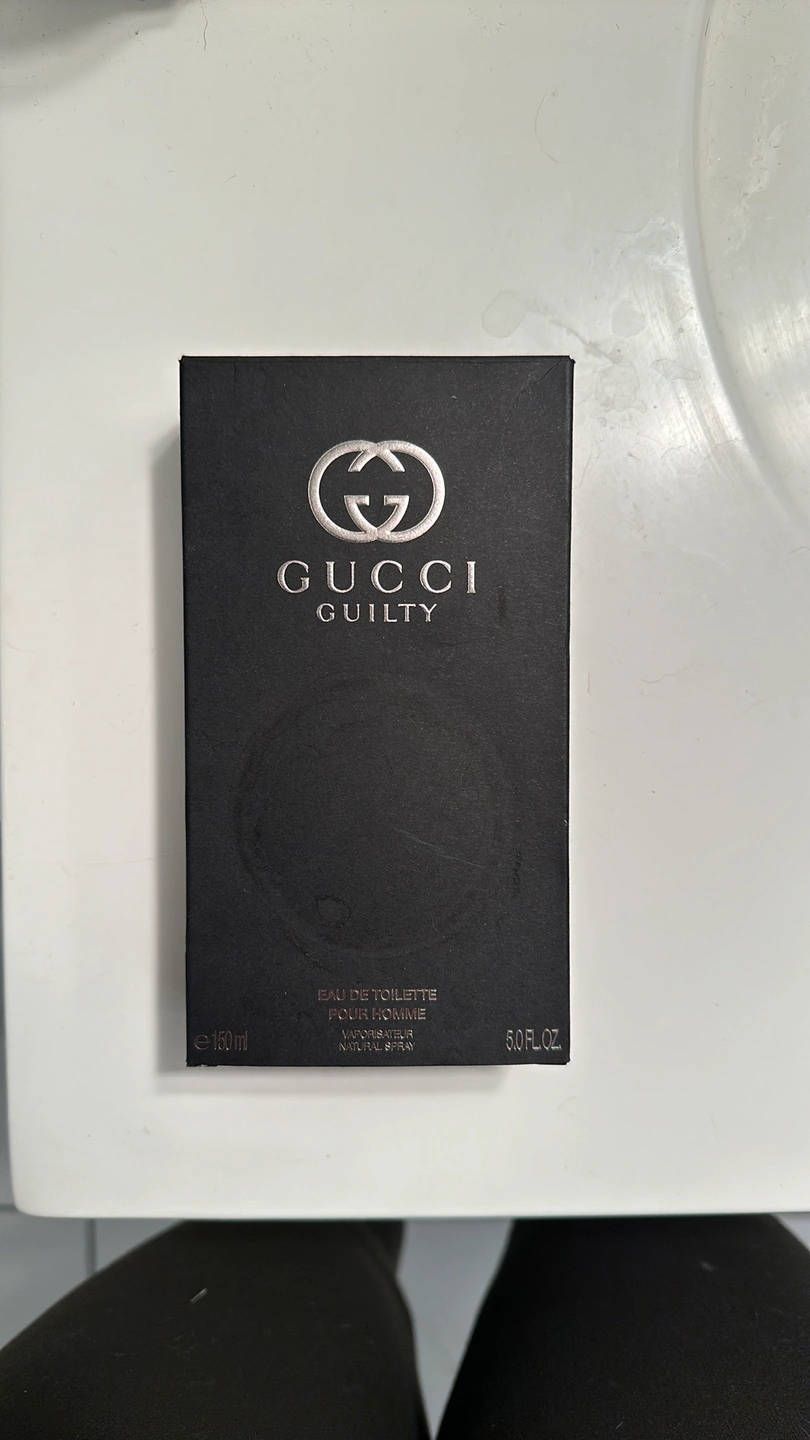 GUCCI
GUILTY
EAU DE TOILETTE
POUR HOMME
VAPORISATEUR
NATURAL SPRAY
℮150 ml
5.0 FL.OZ.